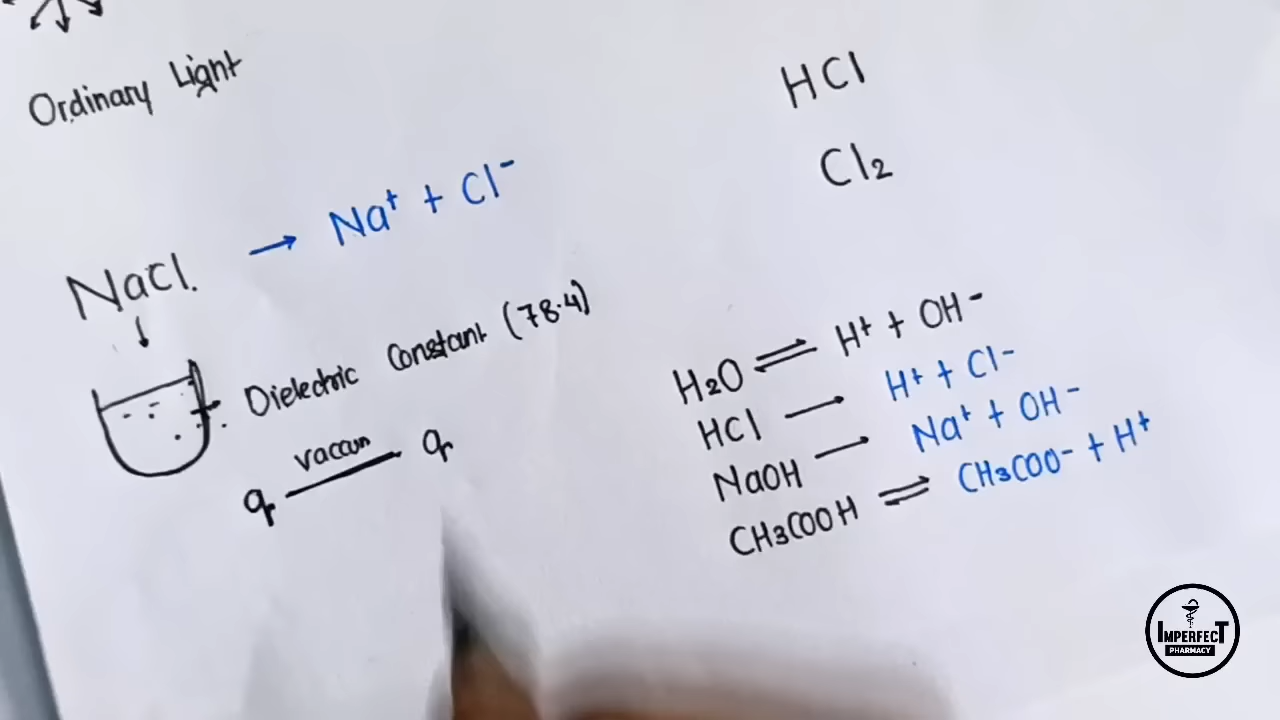 Ordinary Light
HCl
Cl₂
NaCl. → Na⁺ + Cl⁻
↓
→ Dielectric Constant (78.4)
vaccum
q — q
H₂O ⇌ H⁺ + OH⁻
HCl → H⁺ + Cl⁻
NaOH → Na⁺ + OH⁻
CH₃COOH ⇌ CH₃COO⁻ + H⁺
IMPERFECT
PHARMACY